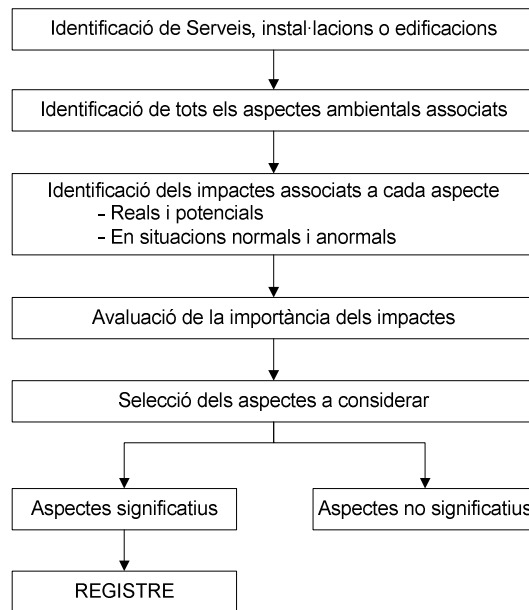 Identificació de Serveis, instal·lacions o edificacions
Identificació de tots els aspectes ambientals associats
Identificació dels impactes associats a cada aspecte
- Reals i potencials
- En situacions normals i anormals
Avaluació de la importància dels impactes
Selecció dels aspectes a considerar
Aspectes significatius
Aspectes no significatius
REGISTRE